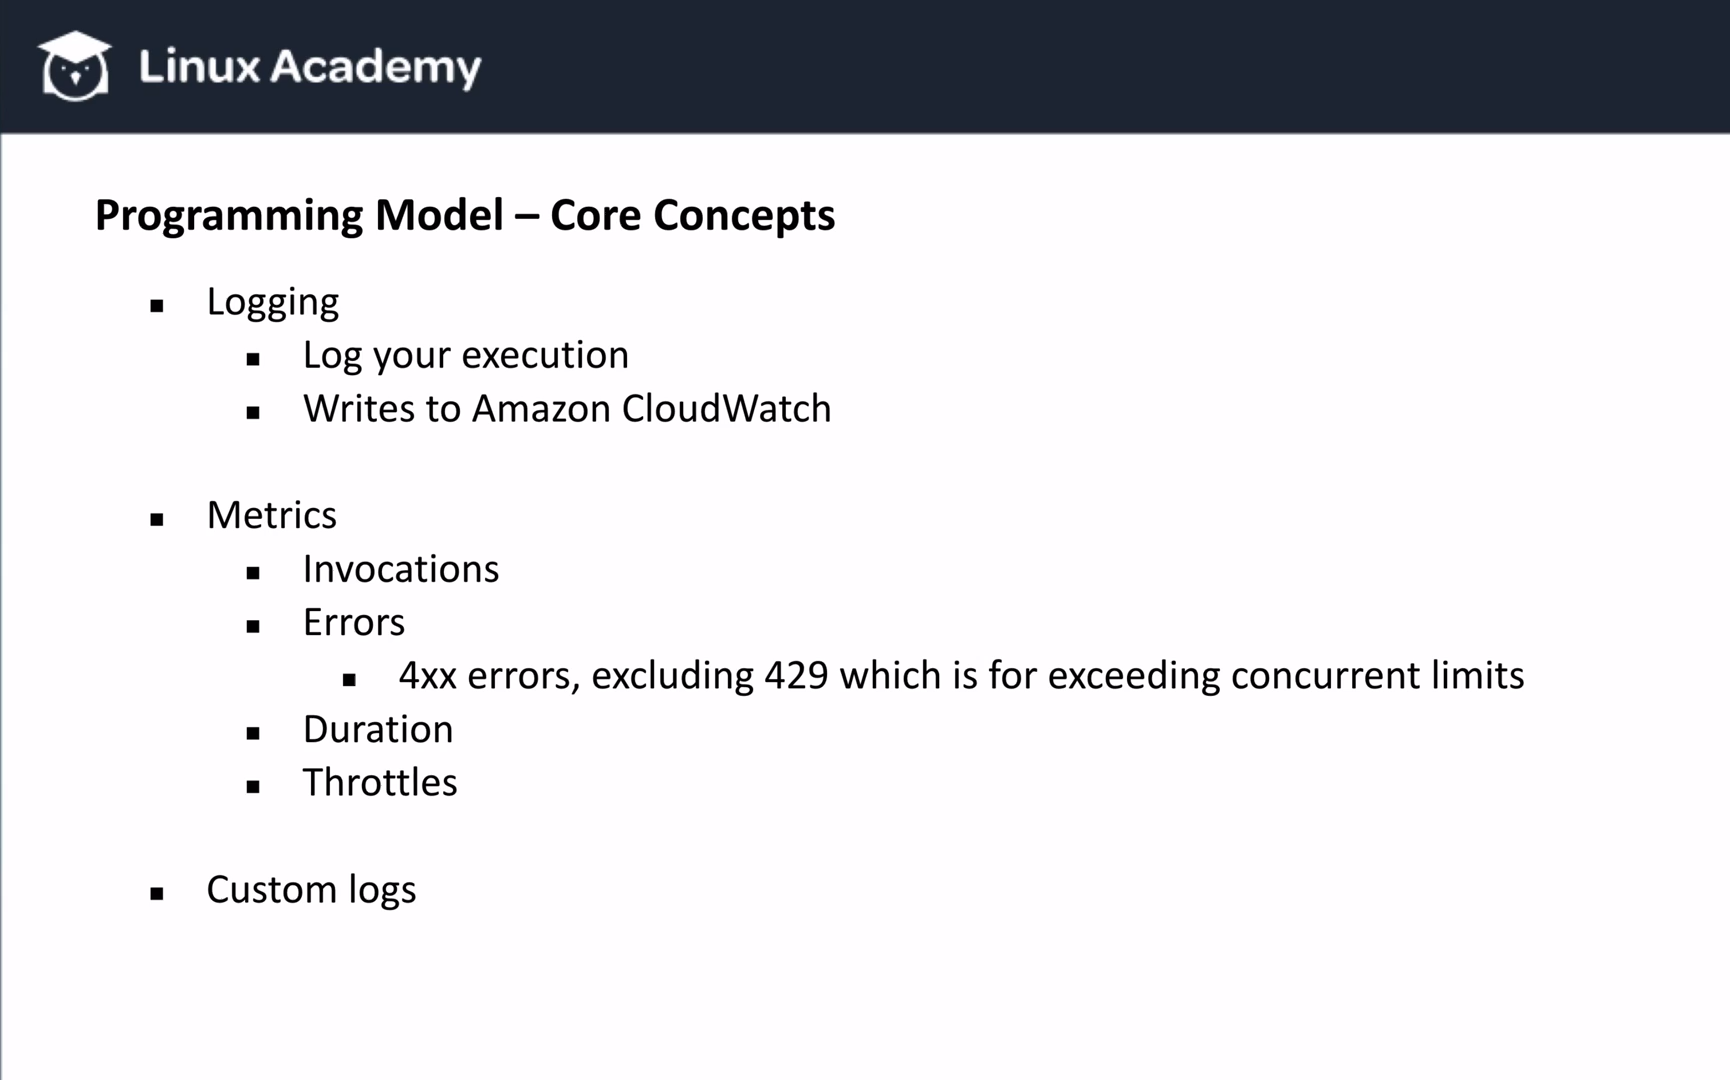 Linux Academy
Programming Model – Core Concepts
▪ Logging
▪ Log your execution
▪ Writes to Amazon CloudWatch
▪ Metrics
▪ Invocations
▪ Errors
▪ 4xx errors, excluding 429 which is for exceeding concurrent limits
▪ Duration
▪ Throttles
▪ Custom logs